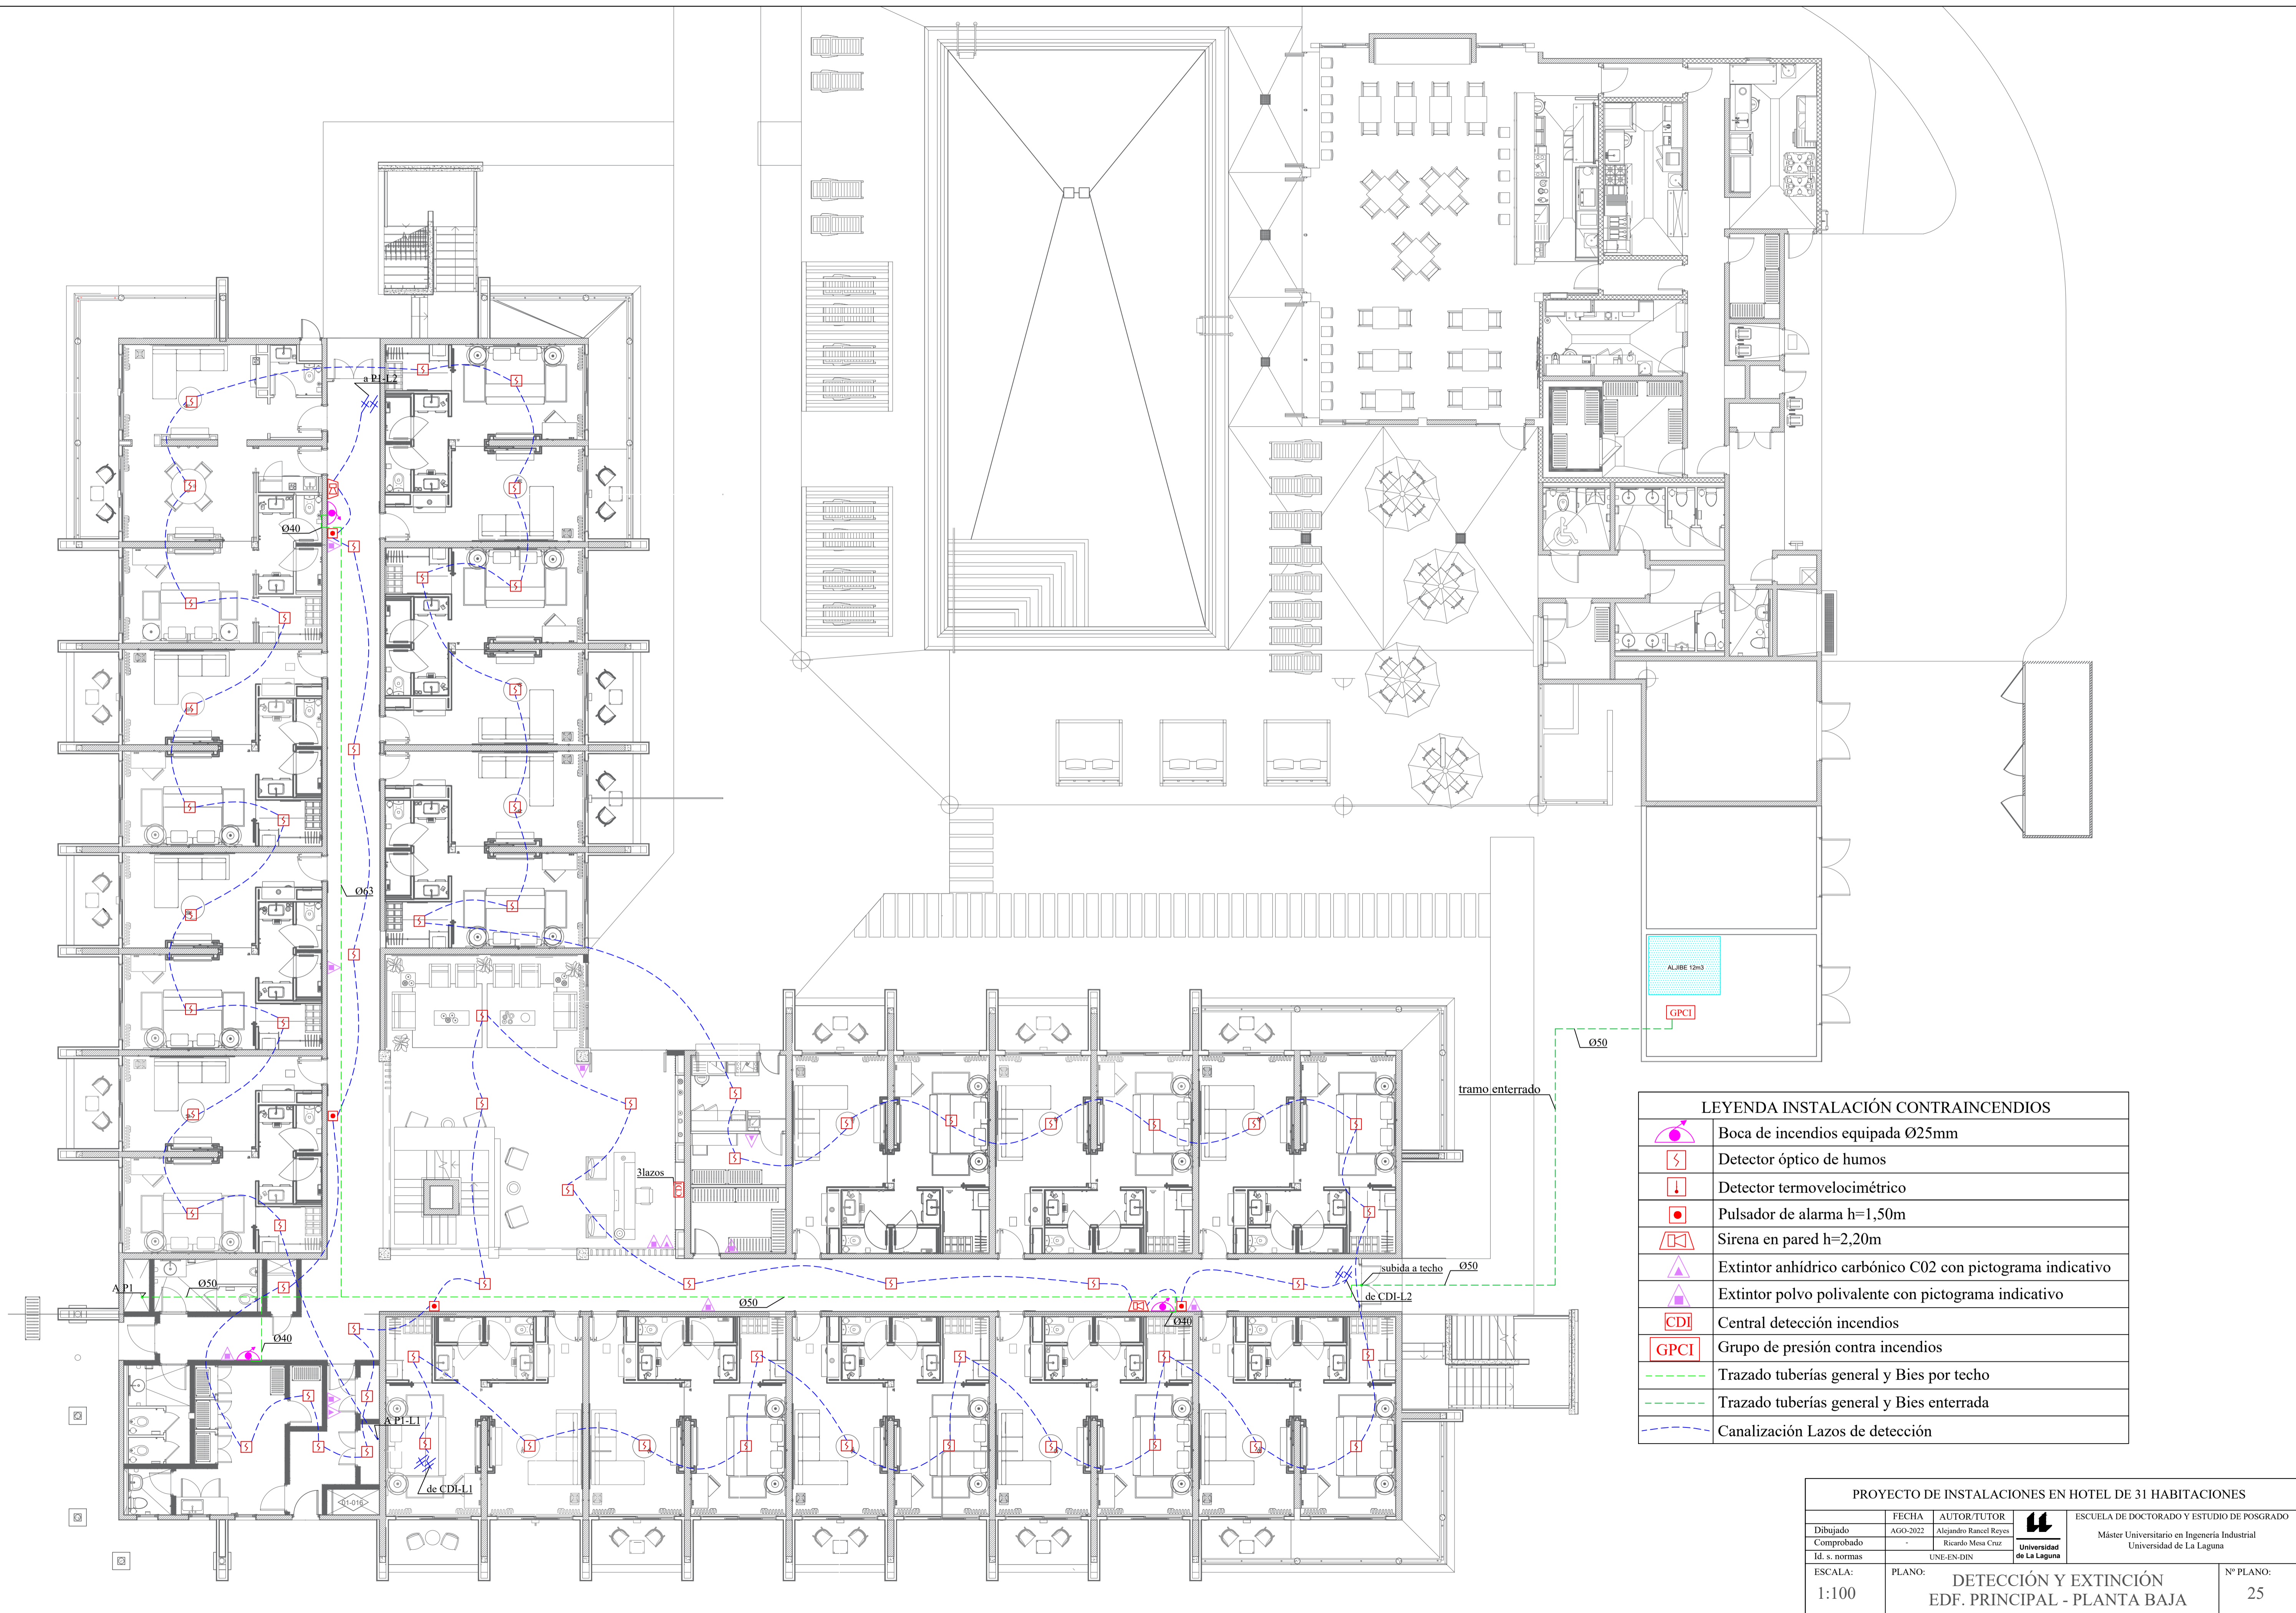 a P1-L2
Ø40
Ø63
ALJIBE 12m3
GPCI
Ø50
tramo enterrado
3lazos
CDI
subida a techo
Ø50
de CDI-L2
A P1
Ø50
Ø50
Ø40
Ø40
A P1-L1
de CDI-L1
01-016
LEYENDA INSTALACIÓN CONTRAINCENDIOS
Boca de incendios equipada Ø25mm
Detector óptico de humos
Detector termovelocimétrico
Pulsador de alarma h=1,50m
Sirena en pared h=2,20m
Extintor anhídrico carbónico C02 con pictograma indicativo
Extintor polvo polivalente con pictograma indicativo
CDI Central detección incendios
GPCI Grupo de presión contra incendios
Trazado tuberías general y Bies por techo
Trazado tuberías general y Bies enterrada
Canalización Lazos de detección
PROYECTO DE INSTALACIONES EN HOTEL DE 31 HABITACIONES
FECHA AUTOR/TUTOR
Dibujado AGO-2022 Alejandro Rancel Reyes
Comprobado - Ricardo Mesa Cruz
Id. s. normas UNE-EN-DIN
Universidad
de La Laguna
ESCUELA DE DOCTORADO Y ESTUDIO DE POSGRADO
Máster Universitario en Ingenería Industrial
Universidad de La Laguna
ESCALA:
1:100
PLANO:
DETECCIÓN Y EXTINCIÓN
EDF. PRINCIPAL - PLANTA BAJA
Nº PLANO:
25